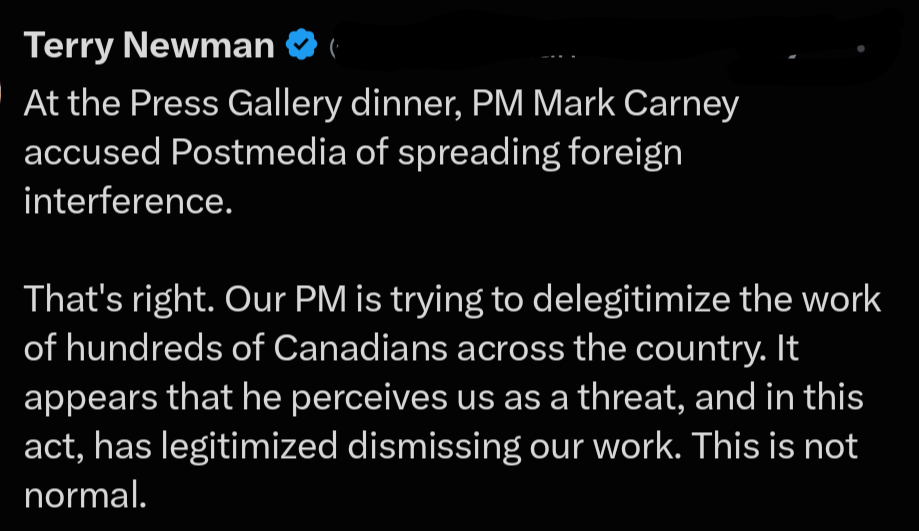 Terry Newman
At the Press Gallery dinner, PM Mark Carney
accused Postmedia of spreading foreign
interference.
That's right. Our PM is trying to delegitimize the work
of hundreds of Canadians across the country. It
appears that he perceives us as a threat, and in this
act, has legitimized dismissing our work. This is not
normal.